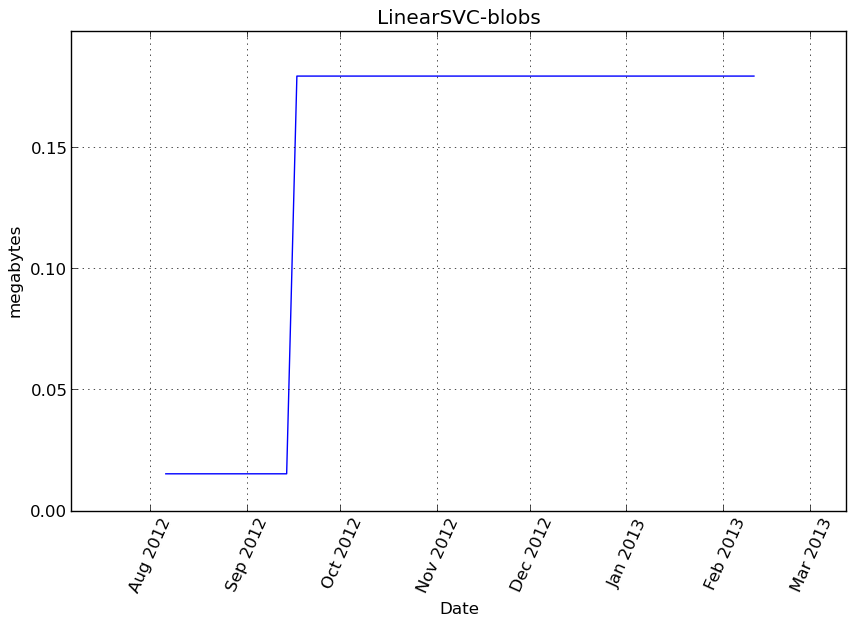 LinearSVC-blobs
megabytes
0.15
0.10
0.05
0.00
Aug 2012
Sep 2012
Oct 2012
Nov 2012
Dec 2012
Jan 2013
Feb 2013
Mar 2013
Date